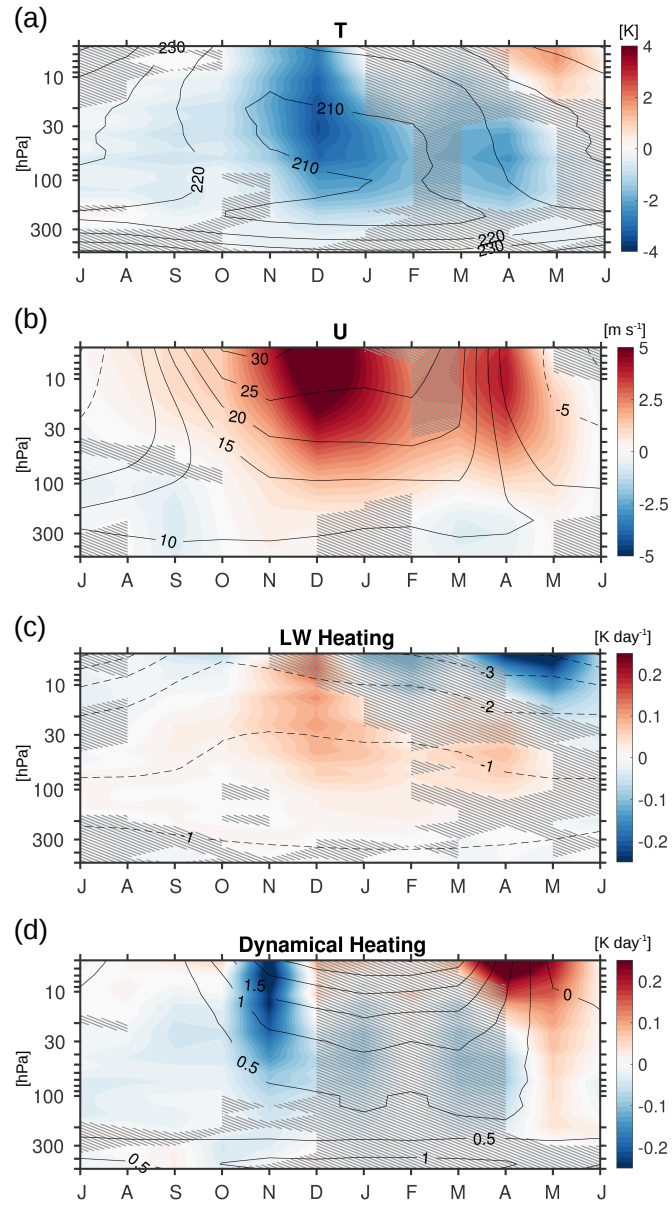 (a)
T
[K]
230
10
30
100
300
[hPa]
210
210
220
220
230
4
2
0
-2
-4
J A S O N D J F M A M J
(b)
U
[m s-1]
10
30
100
300
[hPa]
30
25
20
15
10
-5
5
2.5
0
-2.5
-5
J A S O N D J F M A M J
(c)
LW Heating
[K day-1]
10
30
100
300
[hPa]
-3
-2
-1
-1
0.2
0.1
0
-0.1
-0.2
J A S O N D J F M A M J
(d)
Dynamical Heating
[K day-1]
10
30
100
300
[hPa]
1.5
1
0.5
0
0.5
0.5
1
0.2
0.1
0
-0.1
-0.2
J A S O N D J F M A M J